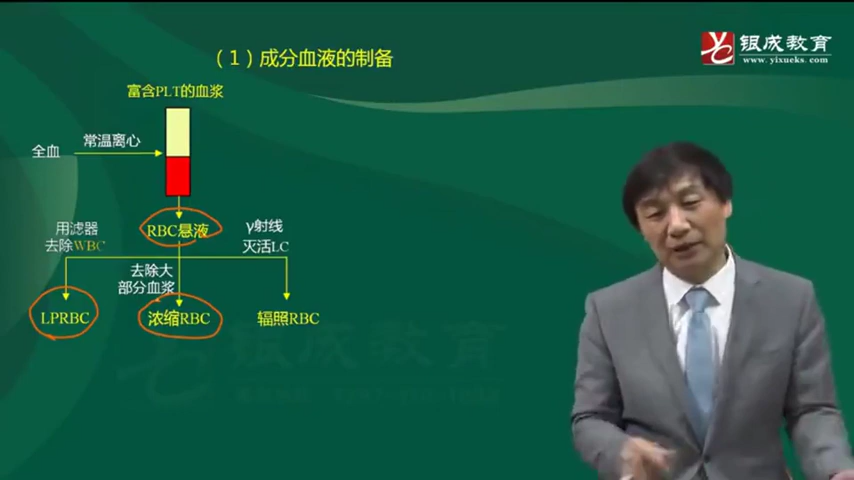 (1)成分血液的制备
银成教育
www.yixueks.com
富含PLT的血浆
全血
常温离心
RBC悬液
用滤器
去除WBC
γ射线
灭活LC
去除大
部分血浆
LPRBC
浓缩RBC
辐照RBC
银成教育